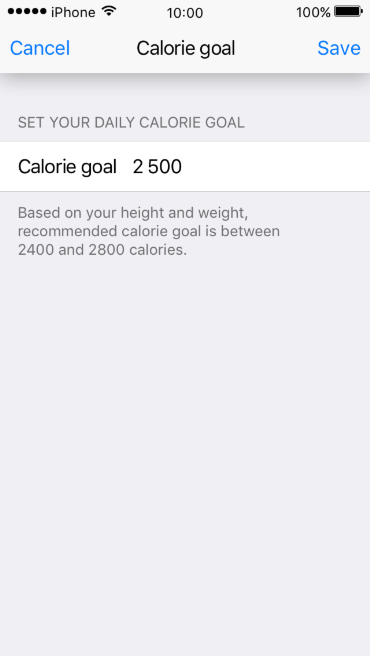 iPhone 10:00 100%
Cancel Calorie goal Save
SET YOUR DAILY CALORIE GOAL
Calorie goal 2 500
Based on your height and weight,
recommended calorie goal is between
2400 and 2800 calories.